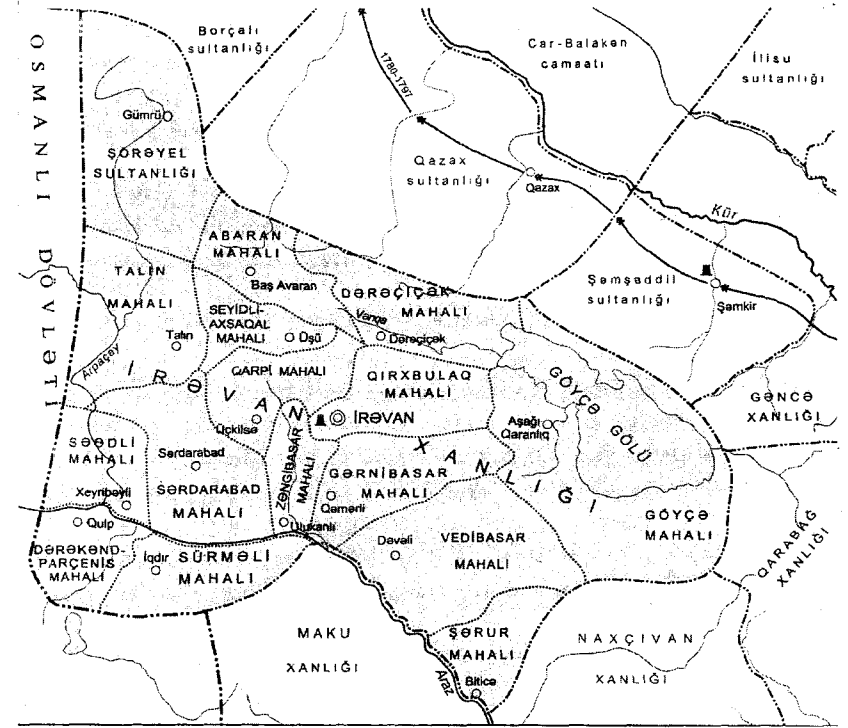 OSMANLI DÖVLƏTİ
Borçalı
sultanlığı
1780-1797
Car-Balakən
camaatı
İlisu
sultanlığı
Gümrü
ŞÖRƏYEL
SULTANLIĞI
Qazax
sultanlığı
Qazax
Kür
ABARAN
MAHALI
Baş Avaran
TALIN
MAHALI
Talın
Arpaçay
DƏRƏÇİÇƏK
MAHALI
Dərəçiçək
Şəmşəddil
sultanlığı
Şəmkir
SEYİDLİ-
AXSAQAL
MAHALI
Üşü
İRƏVAN XANLIĞI
QARPİ MAHALI
Üçkilsə
QIRXBULAQ
MAHALI
İRƏVAN
Aşağı
Qaranlıq
GÖYÇƏ GÖLÜ
GƏNCƏ
XANLIĞI
SƏƏDLİ
MAHALI
Xeyribəyli
Sərdarabad
SƏRDARABAD
MAHALI
ZƏNGİBASAR
MAHALI
Uluxanlı
GƏRNİBASAR
MAHALI
Qəmərli
Qulp
DƏRƏKƏND-
PARÇENİS
MAHALI
İqdır
SÜRMƏLİ
MAHALI
Dəvəli
VEDİBASAR
MAHALI
GÖYÇƏ
MAHALI
QARABAĞ
XANLIĞI
MAKU
XANLIĞI
Araz
ŞƏRUR
MAHALI
Biticə
NAXÇIVAN
XANLIĞI